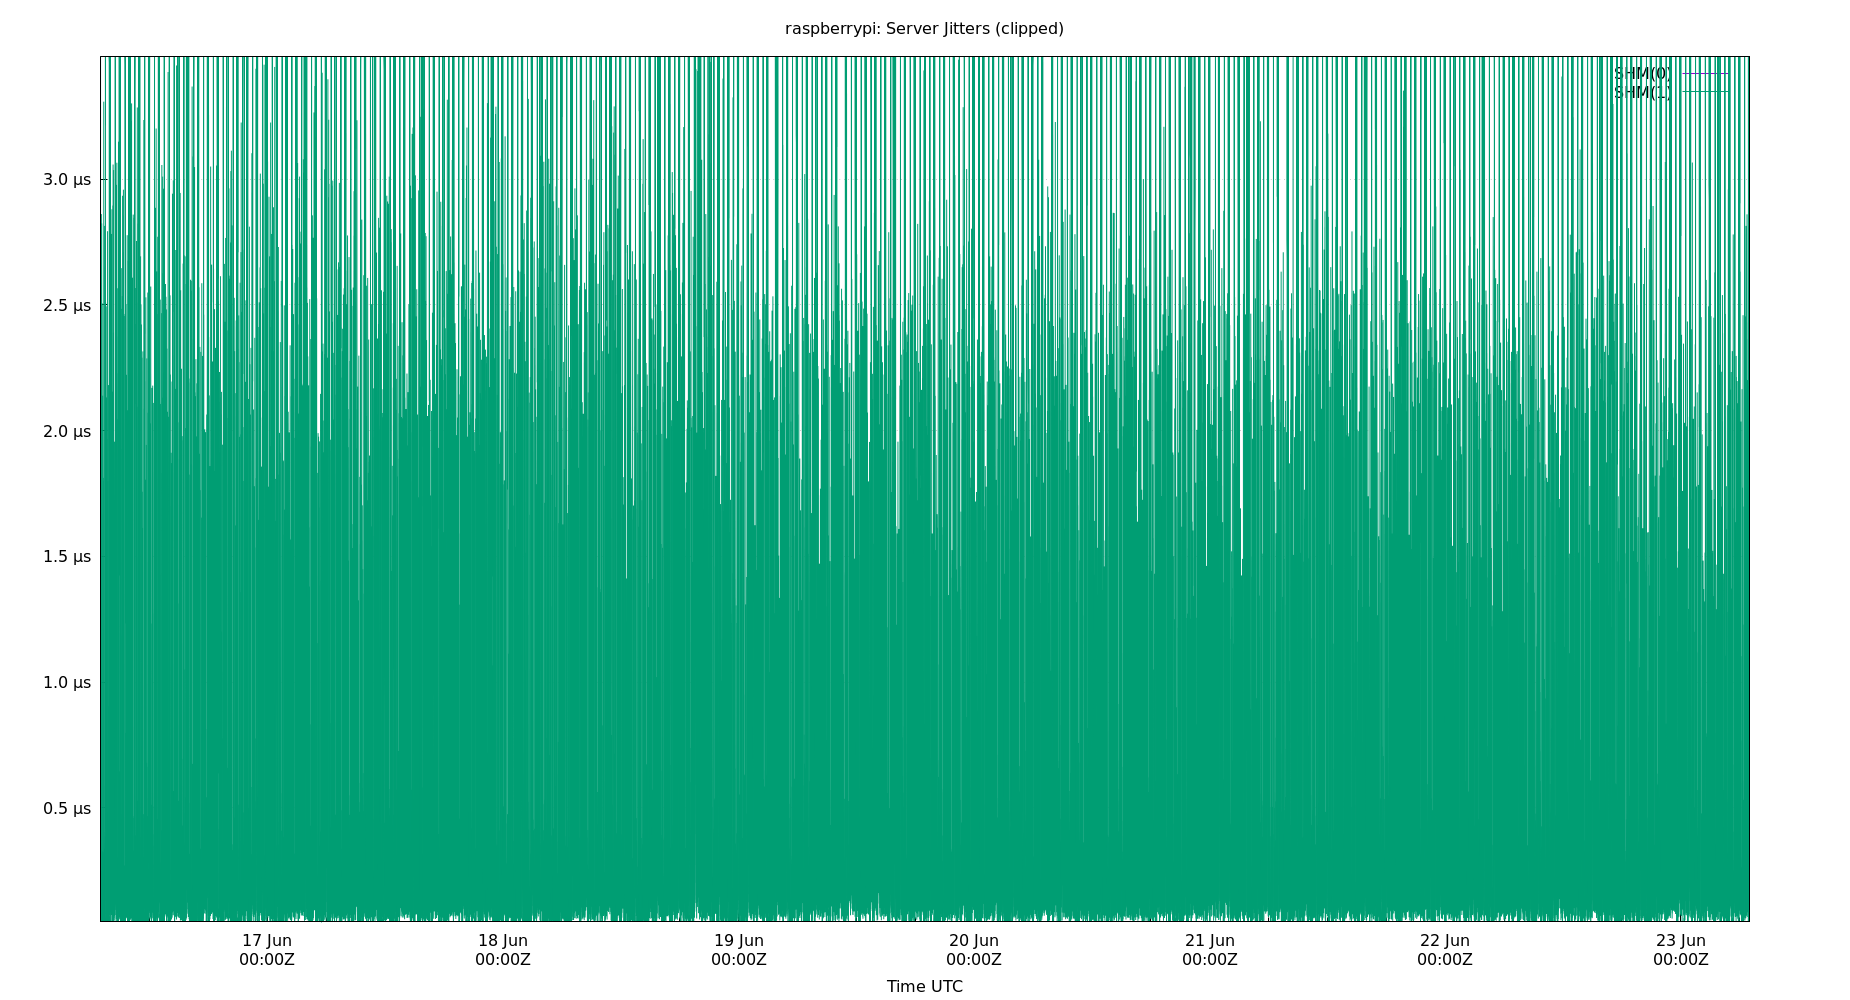 raspberrypi: Server Jitters (clipped)
SHM(0)
SHM(1)
3.0 µs
2.5 µs
2.0 µs
1.5 µs
1.0 µs
0.5 µs
17 Jun 18 Jun 19 Jun 20 Jun 21 Jun 22 Jun 23 Jun
00:00Z 00:00Z 00:00Z 00:00Z 00:00Z 00:00Z 00:00Z
Time UTC